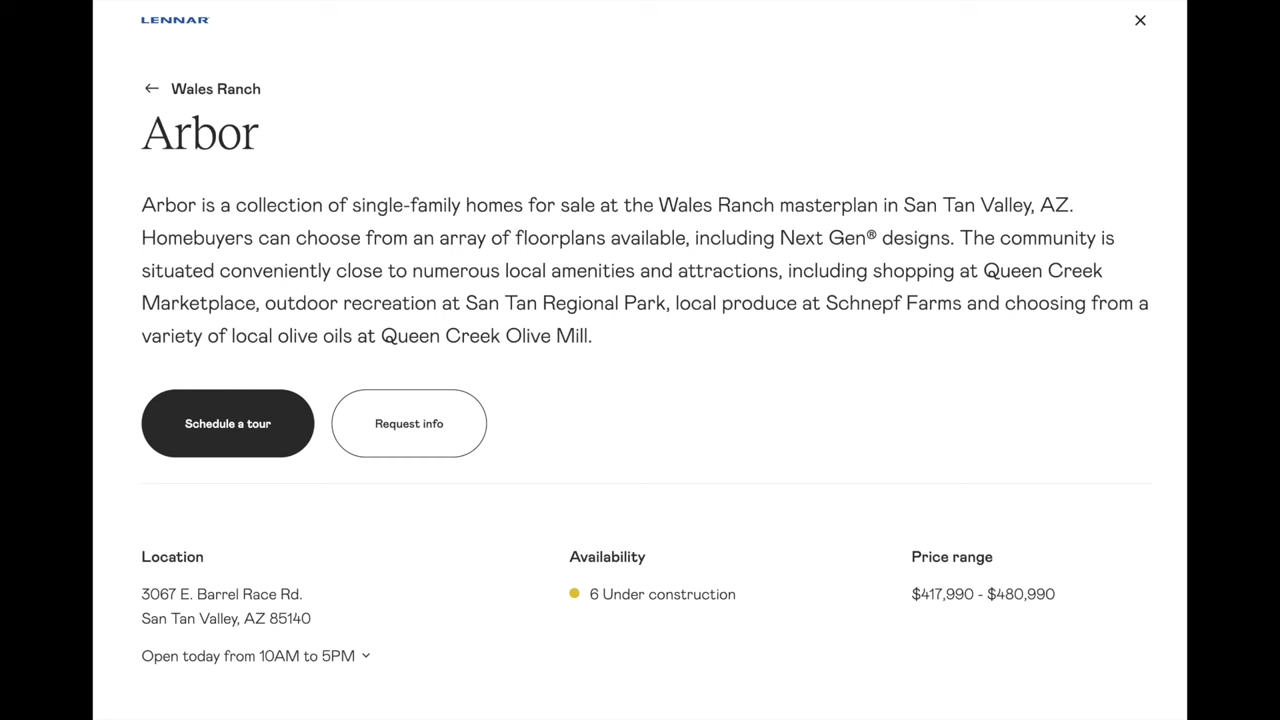 LENNAR
Wales Ranch
Arbor
Arbor is a collection of single-family homes for sale at the Wales Ranch masterplan in San Tan Valley, AZ.
Homebuyers can choose from an array of floorplans available, including Next Gen® designs. The community is
situated conveniently close to numerous local amenities and attractions, including shopping at Queen Creek
Marketplace, outdoor recreation at San Tan Regional Park, local produce at Schnepf Farms and choosing from a
variety of local olive oils at Queen Creek Olive Mill.
Schedule a tour
Request info
Location
3067 E. Barrel Race Rd.
San Tan Valley, AZ 85140
Open today from 10AM to 5PM
Availability
6 Under construction
Price range
$417,990 - $480,990